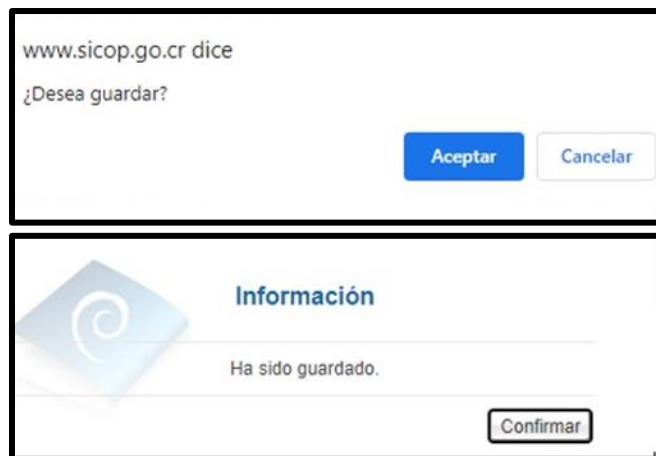 www.sicop.go.cr dice
¿Desea guardar?
Aceptar
Cancelar
Información
Ha sido guardado.
Confirmar